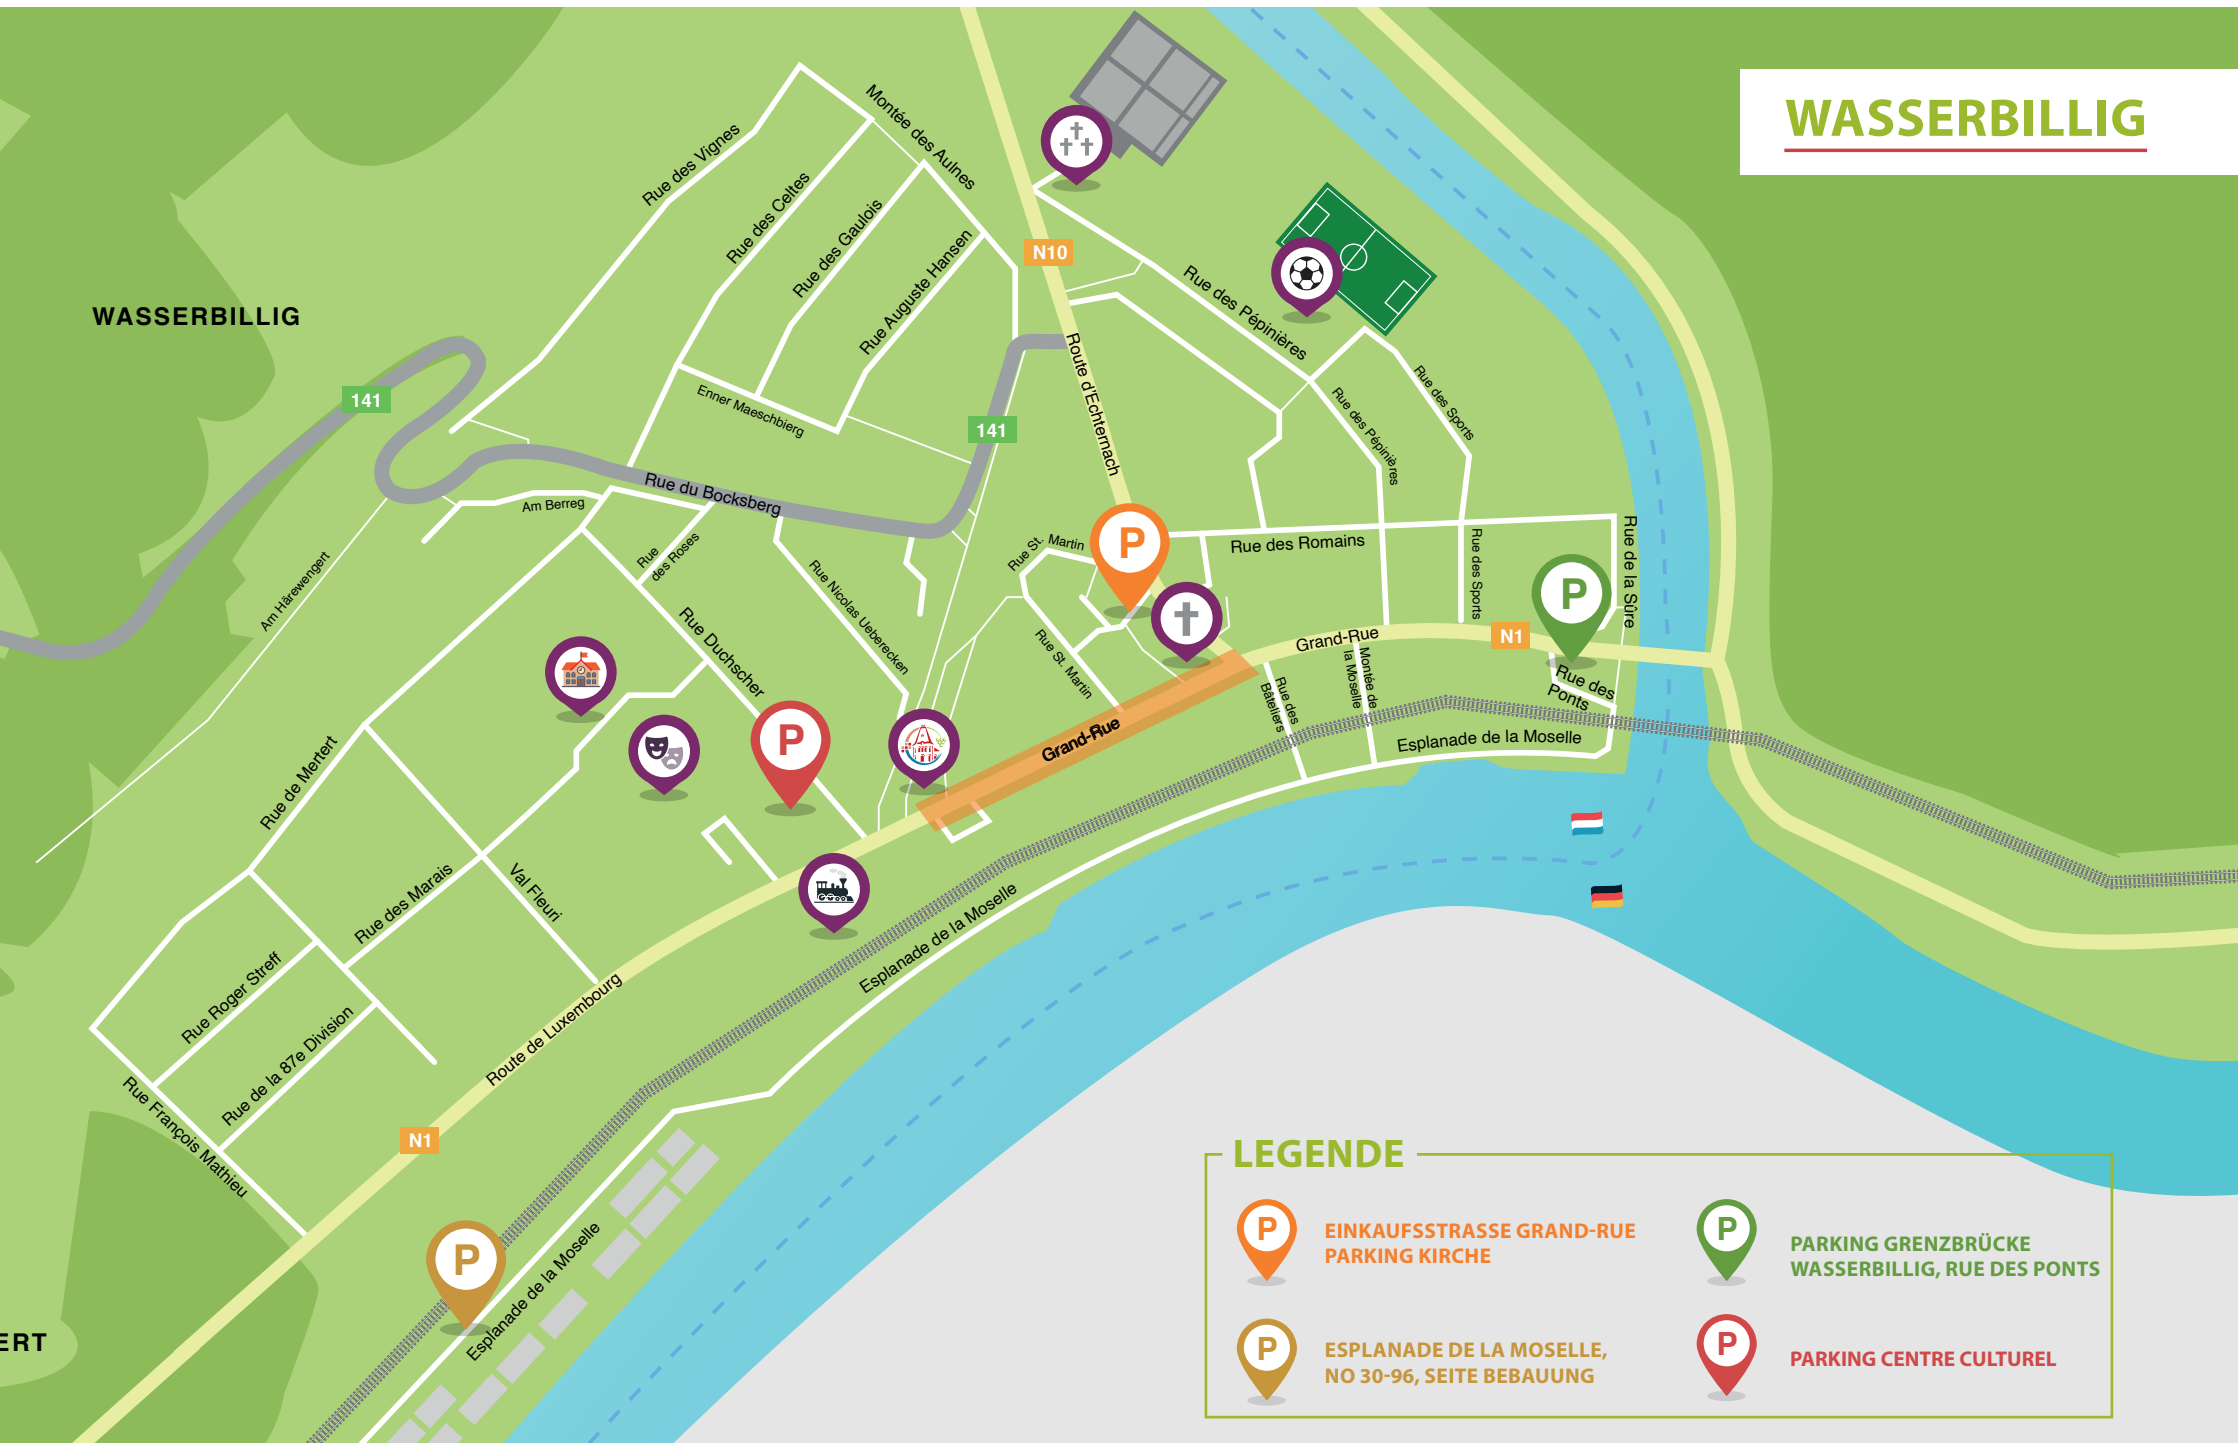 WASSERBILLIG
Montée des Aulnes
Rue des Vignes
Rue des Celtes
Rue des Gaulois
Rue Auguste Hansen
N10
Rue des Pépinières
WASSERBILLIG
141
Enner Maeschbierg
141
Route d'Echternach
Rue des Pépinières
Rue des Sports
Rue du Bocksberg
Am Berreg
Rue
des Roses
Am Härewengert
Rue Nicolas Ueberecken
Rue St. Martin
P
Rue des Romains
Rue des Sports
P
Rue de la Sûre
Rue Duchscher
Rue St. Martin
Grand-Rue
N1
Montée de
la Moselle
Rue des
Bâteliers
Rue des
Ponts
P
Grand-Rue
Esplanade de la Moselle
Rue de Mertert
Rue des Marais
Val Fleuri
Esplanade de la Moselle
Rue Roger Streff
Rue de la 87e Division
Route de Luxembourg
Rue François Mathieu
N1
P
Esplanade de la Moselle
ERT
LEGENDE
P
EINKAUFSSTRASSE GRAND-RUE
PARKING KIRCHE
P
PARKING GRENZBRÜCKE
WASSERBILLIG, RUE DES PONTS
P
ESPLANADE DE LA MOSELLE,
NO 30-96, SEITE BEBAUUNG
P
PARKING CENTRE CULTUREL